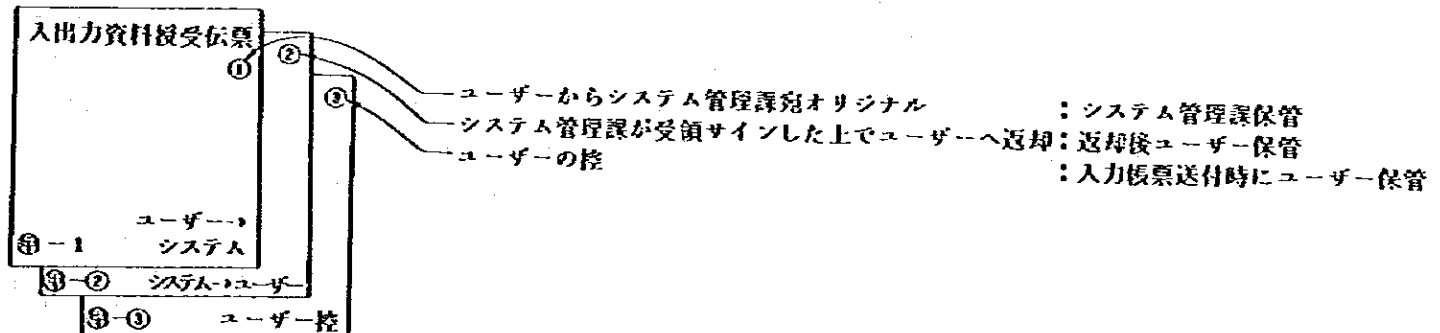 入出力資料授受伝票
①
②
③
ユーザーからシステム管理課宛オリジナル :システム管理課保管
システム管理課が受領サインした上でユーザーへ返却:返却後ユーザー保管
ユーザーの控 :入力帳票送付時にユーザー保管
ユーザー→
-1 システム
-② システム→ユーザー
-③ ユーザー控